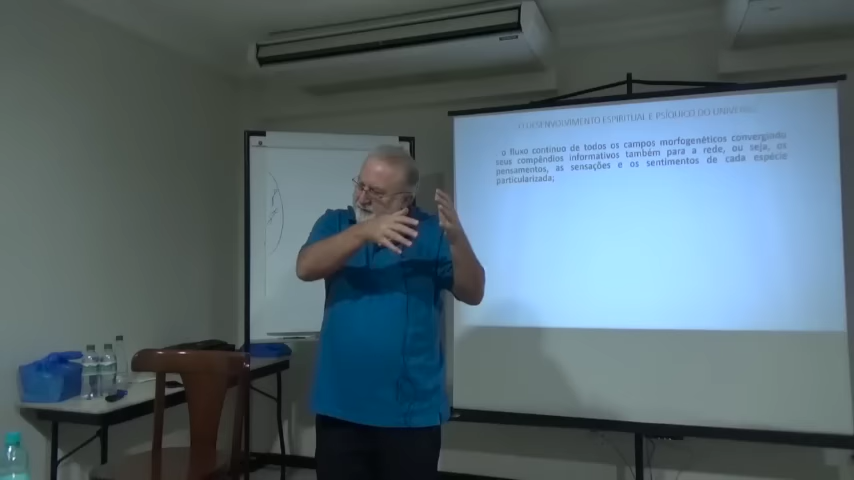 O DESENVOLVIMENTO ESPIRITUAL E PSÍQUICO DO UNIVERSO
o fluxo contínuo de todos os campos morfogenéticos convergindo
seus compêndios informativos também para a rede, ou seja, os
pensamentos, as sensações e os sentimentos de cada espécie
particularizada;